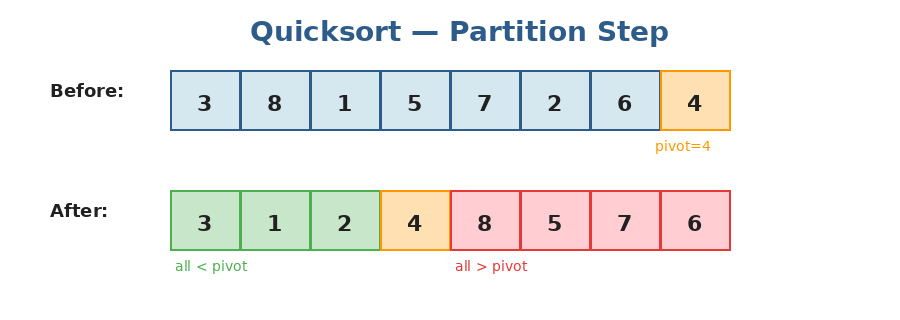 Quicksort — Partition Step
Before:
3 8 1 5 7 2 6 4
pivot=4
After:
3 1 2 4 8 5 7 6
all < pivot all > pivot